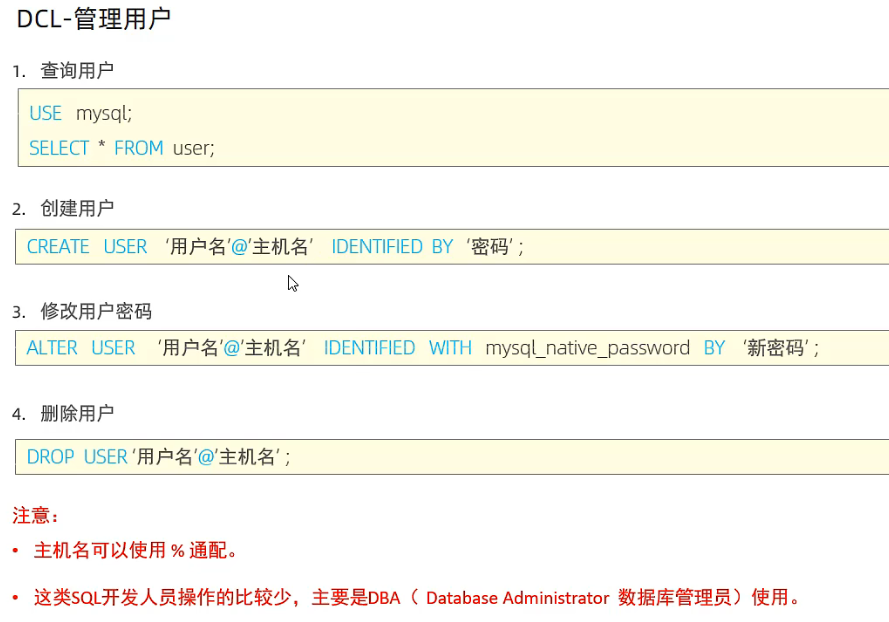 DCL-管理用户
1. 查询用户
USE mysql;
SELECT * FROM user;
2. 创建用户
CREATE USER ‘用户名’@’主机名’ IDENTIFIED BY ‘密码’ ;
3. 修改用户密码
ALTER USER ‘用户名’@’主机名’ IDENTIFIED WITH mysql_native_password BY ‘新密码’ ;
4. 删除用户
DROP USER ‘用户名’@’主机名’ ;
注意：
• 主机名可以使用 % 通配。
• 这类SQL开发人员操作的比较少，主要是DBA（ Database Administrator 数据库管理员）使用。